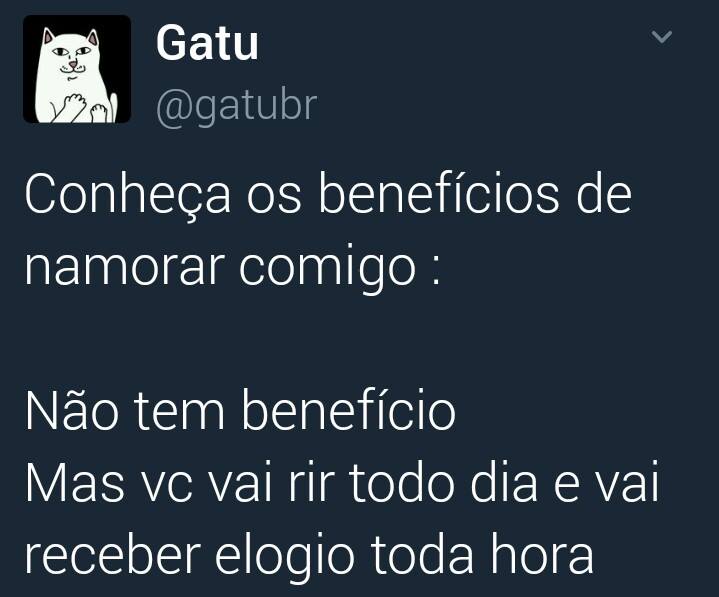 Gatu
@gatubr
Conheça os benefícios de
namorar comigo :
Não tem benefício
Mas vc vai rir todo dia e vai
receber elogio toda hora